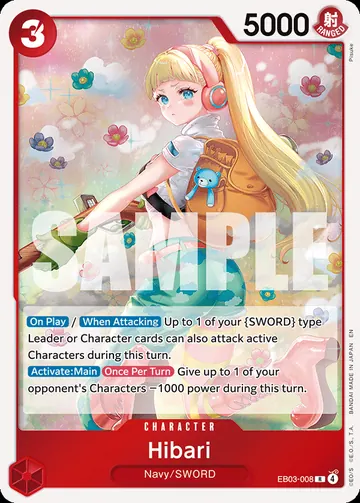 3
5000
射
RANGED
Pisuke
SAMPLE
On Play / When Attacking Up to 1 of your {SWORD} type
Leader or Character cards can also attack active
Characters during this turn.
Activate:Main Once Per Turn Give up to 1 of your
opponent's Characters −1000 power during this turn.
CHARACTER
Hibari
Navy/SWORD
EB03-008 R 4
©E.O/S. ©E.O./S., T.A. BANDAI MADE IN JAPAN EN